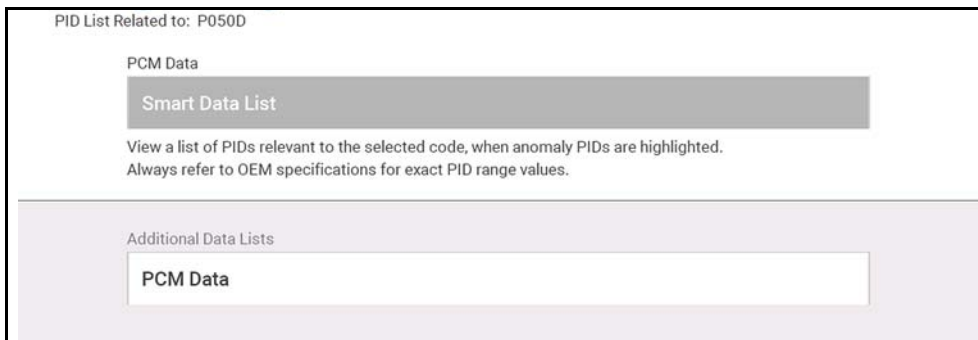 PID List Related to: P050D
PCM Data
Smart Data List
View a list of PIDs relevant to the selected code, when anomaly PIDs are highlighted.
Always refer to OEM specifications for exact PID range values.
Additional Data Lists
PCM Data